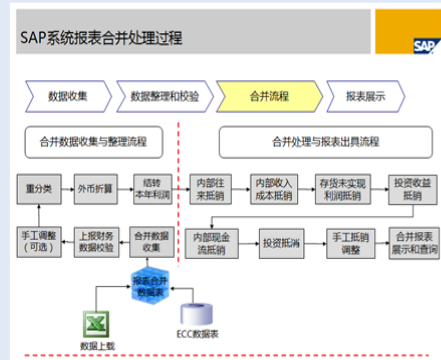 SAP系统报表合并处理过程
SAP
数据收集
数据整理和校验
合并流程
报表展示
合并数据收集与整理流程
合并处理与报表出具流程
重分类
外币折算
结转
本年利润
内部往
来抵销
内部收入
成本抵销
存货未实现
利润抵销
投资收益
抵销
手工调整
(可选)
上报财务
数据校验
合并数据
收集
内部现金
流抵销
投资抵消
手工抵销
调整
合并报表
展示和查询
报表合并
数据表
数据上载
ECC数据表